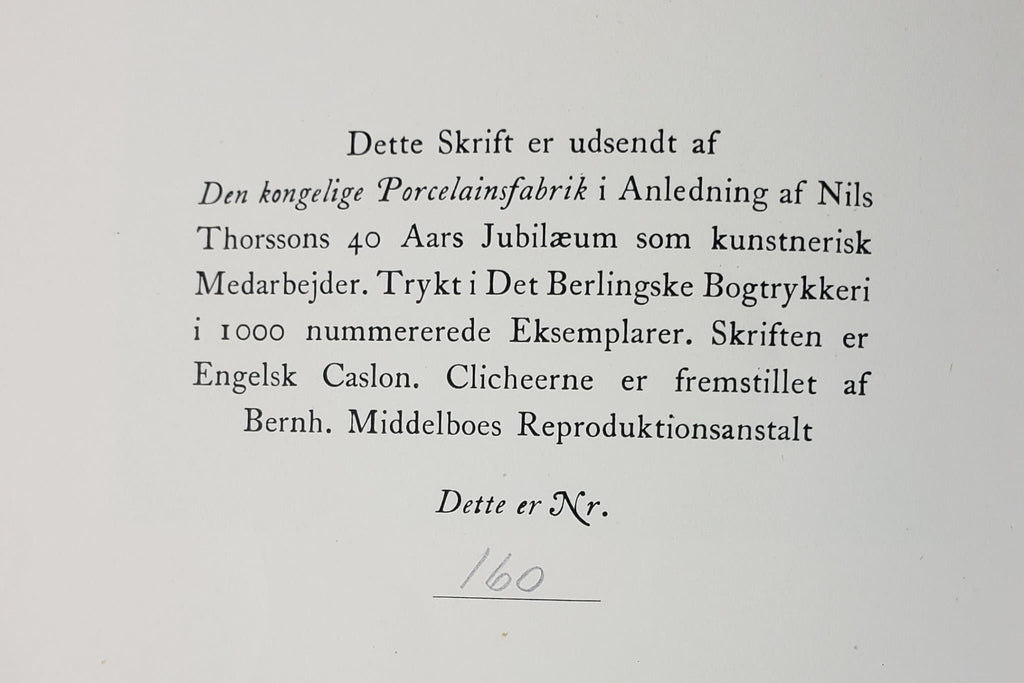 Dette Skrift er udsendt af
Den kongelige Porcelainsfabrik i Anledning af Nils
Thorssons 40 Aars Jubilæum som kunstnerisk
Medarbejder. Trykt i Det Berlingske Bogtrykkeri
i 1000 nummererede Eksemplarer. Skriften er
Engelsk Caslon. Clicheerne er fremstillet af
Bernh. Middelboes Reproduktionsanstalt
Dette er Nr.
160